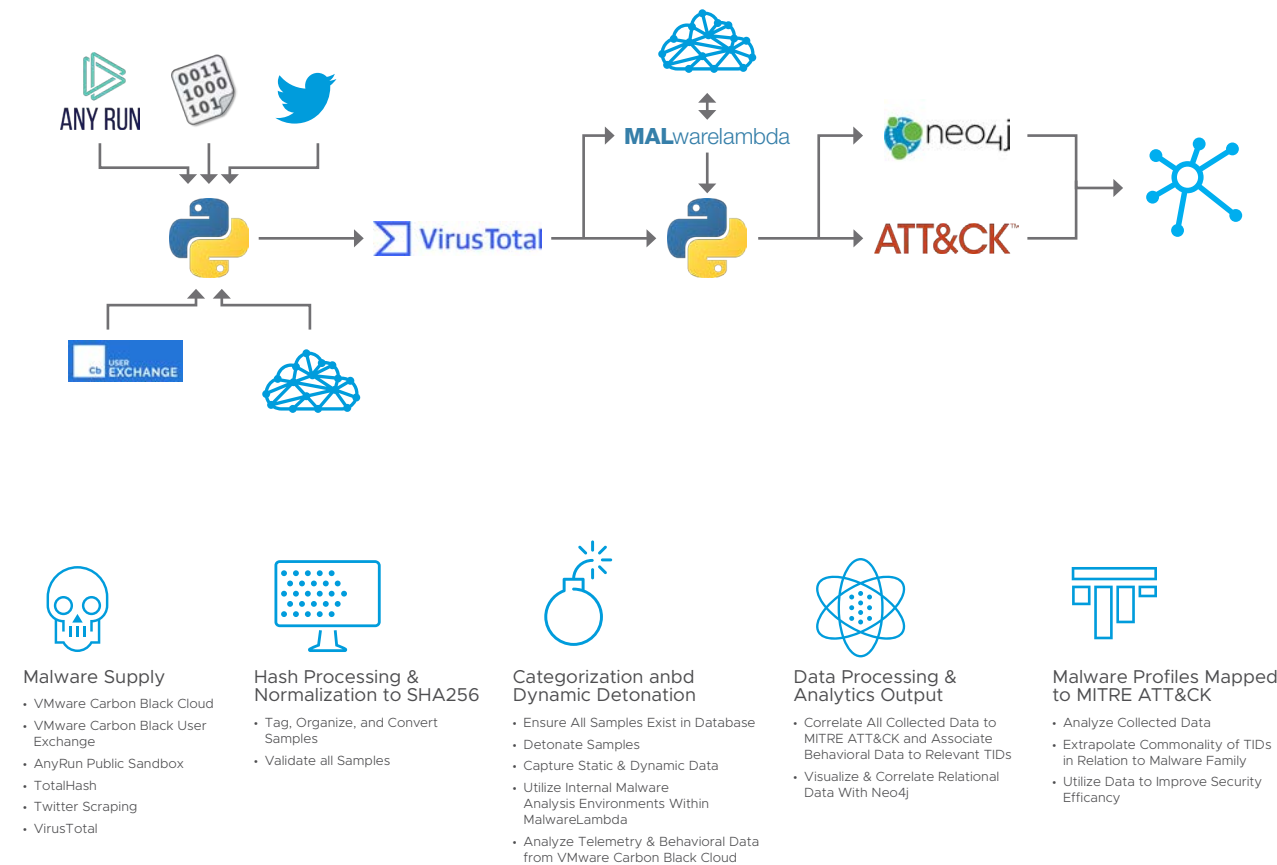 0011
1000
101
ANY RUN
MALwarelambda
neo4j
VirusTotal
ATT&CK™
Cb USER
EXCHANGE
Malware Supply
• VMware Carbon Black Cloud
• VMware Carbon Black User
Exchange
• AnyRun Public Sandbox
• TotalHash
• Twitter Scraping
• VirusTotal
Hash Processing &
Normalization to SHA256
• Tag, Organize, and Convert
Samples
• Validate all Samples
Categorization anbd
Dynamic Detonation
• Ensure All Samples Exist in Database
• Detonate Samples
• Capture Static & Dynamic Data
• Utilize Internal Malware
Analysis Environments Within
MalwareLambda
• Analyze Telemetry & Behavioral Data
from VMware Carbon Black Cloud
Data Processing &
Analytics Output
• Correlate All Collected Data to
MITRE ATT&CK and Associate
Behavioral Data to Relevant TIDs
• Visualize & Correlate Relational
Data With Neo4j
Malware Profiles Mapped
to MITRE ATT&CK
• Analyze Collected Data
• Extrapolate Commonality of TIDs
in Relation to Malware Family
• Utilize Data to Improve Security
Efficancy